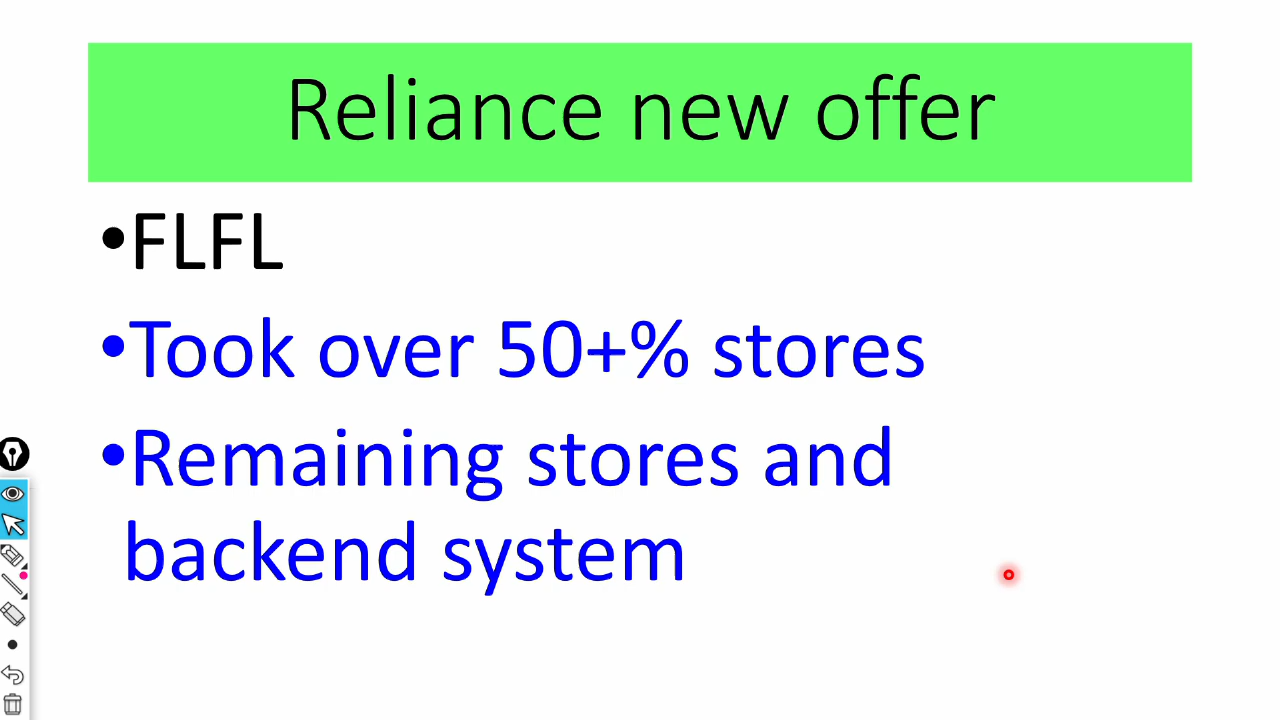 Reliance new offer
•FLFL
•Took over 50+% stores
•Remaining stores and
backend system